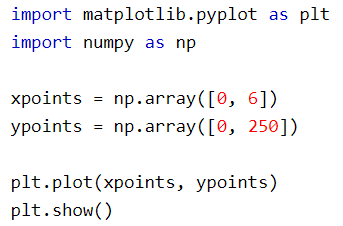 import matplotlib.pyplot as plt
import numpy as np

xpoints = np.array([0, 6])
ypoints = np.array([0, 250])

plt.plot(xpoints, ypoints)
plt.show()